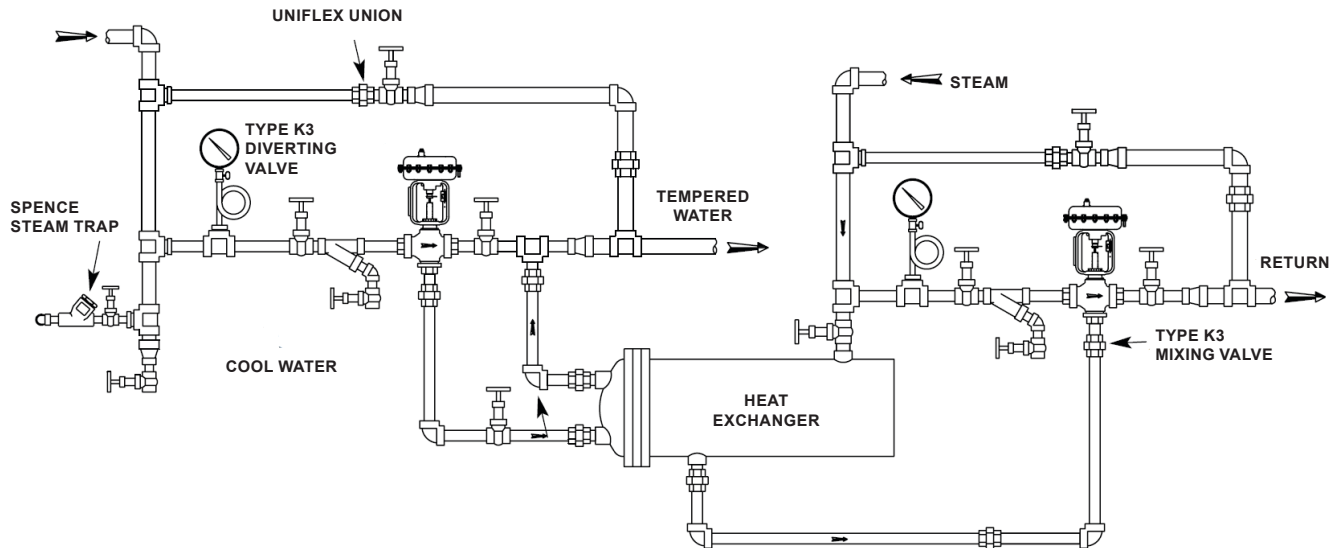 UNIFLEX UNION
STEAM
TYPE K3
DIVERTING
VALVE
SPENCE
STEAM TRAP
TEMPERED
WATER
RETURN
TYPE K3
MIXING VALVE
COOL WATER
HEAT
EXCHANGER